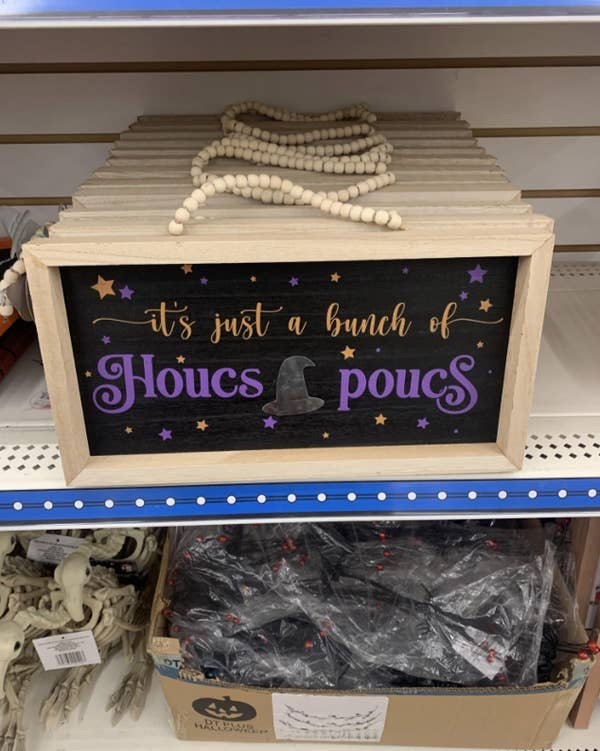 it's just a bunch of
Houcs poucS
DT PLUS
HALLOWEEN